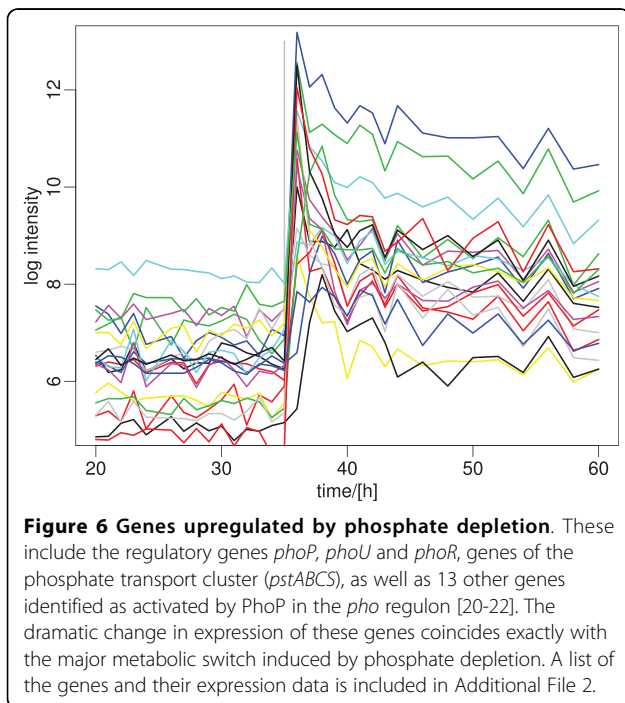 12
10
8
6
log intensity
20 30 40 50 60
time/[h]
Figure 6 Genes upregulated by phosphate depletion. These
include the regulatory genes phoP, phoU and phoR, genes of the
phosphate transport cluster (pstABCS), as well as 13 other genes
identified as activated by PhoP in the pho regulon [20-22]. The
dramatic change in expression of these genes coincides exactly with
the major metabolic switch induced by phosphate depletion. A list of
the genes and their expression data is included in Additional File 2.